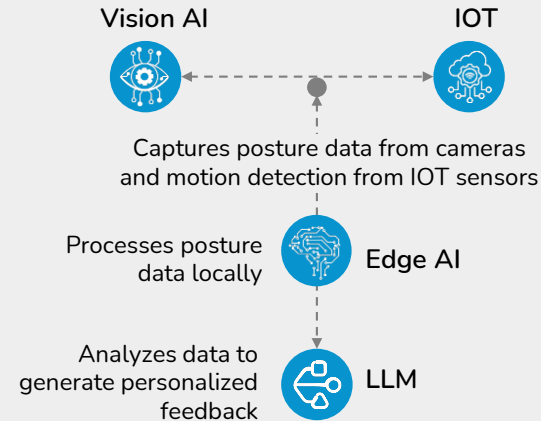 Vision AI
IOT
Captures posture data from cameras
and motion detection from IOT sensors
Processes posture
data locally
Edge AI
Analyzes data to
generate personalized
feedback
LLM